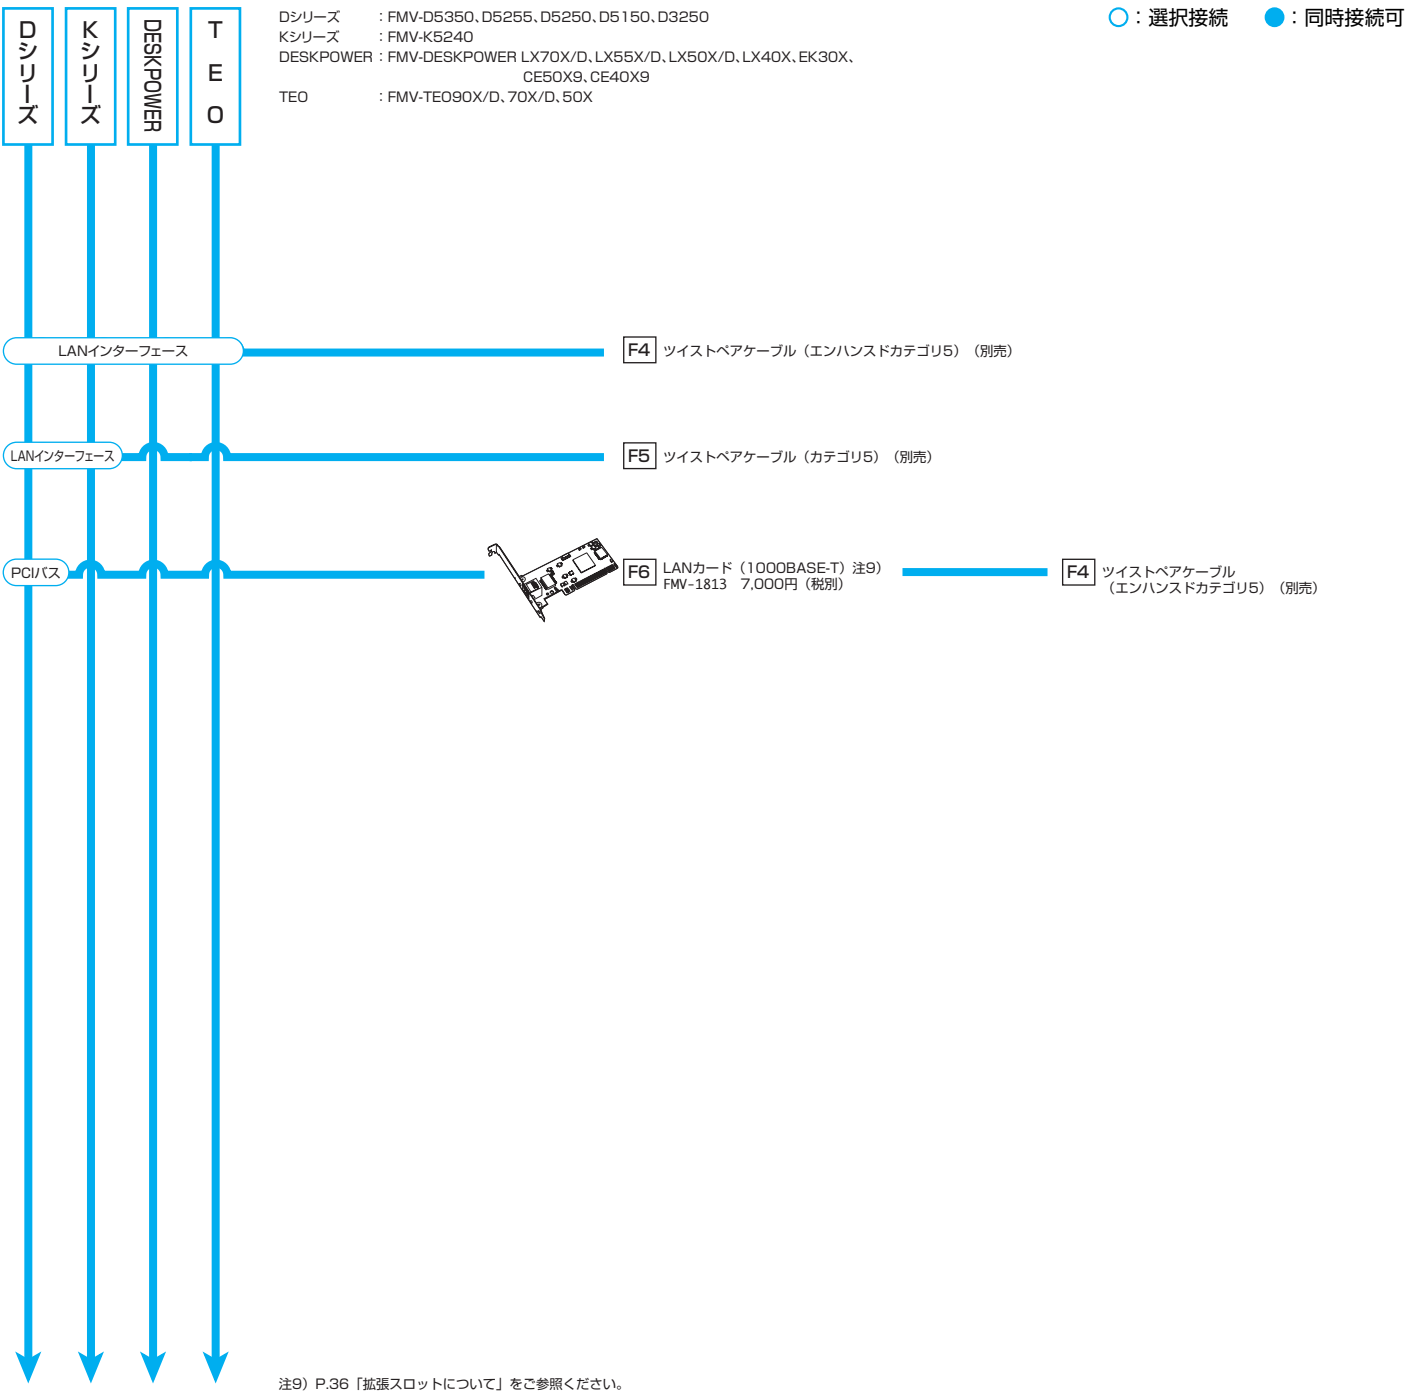 Dシリーズ
Kシリーズ
DESKPOWER
TEO
Dシリーズ：FMV-D5350、D5255、D5250、D5150、D3250
Kシリーズ：FMV-K5240
DESKPOWER：FMV-DESKPOWER LX70X/D、LX55X/D、LX50X/D、LX40X、EK30X、
CE50X9、CE40X9
TEO：FMV-TEO90X/D、70X/D、50X
○：選択接続 ●：同時接続可
LANインターフェース
F4 ツイストペアケーブル（エンハンスドカテゴリ5）（別売）
LANインターフェース
F5 ツイストペアケーブル（カテゴリ5）（別売）
PCIバス
F6 LANカード（1000BASE-T）注9）
FMV-1813 7,000円（税別）
F4 ツイストペアケーブル
（エンハンスドカテゴリ5）（別売）
注9）P.36「拡張スロットについて」をご参照ください。